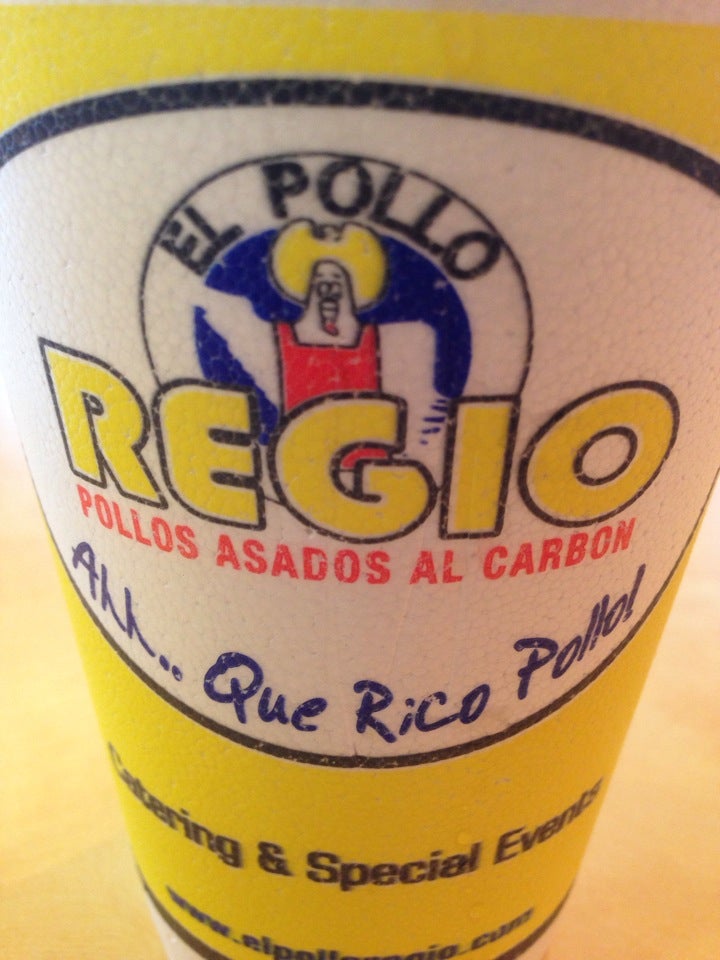 EL POLLO
REGIO
POLLOS ASADOS AL CARBON
Ahh.. Que Rico Pollo!
Catering & Special Events
www.elpolloregio.com